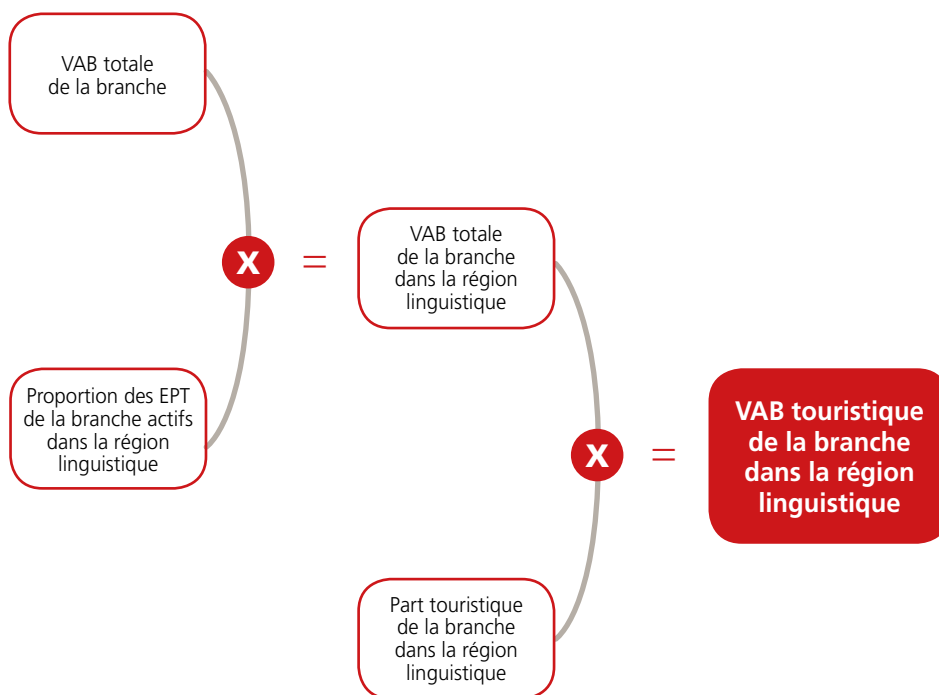 VAB totale
de la branche
X
=
Proportion des EPT
de la branche actifs
dans la région
linguistique
VAB totale
de la branche
dans la région
linguistique
X
=
Part touristique
de la branche
dans la région
linguistique
VAB touristique
de la branche
dans la région
linguistique